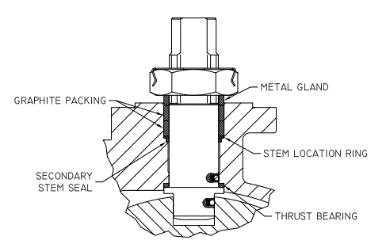 METAL GLAND
GRAPHITE PACKING
SECONDARY
STEM SEAL
STEM LOCATION RING
THRUST BEARING